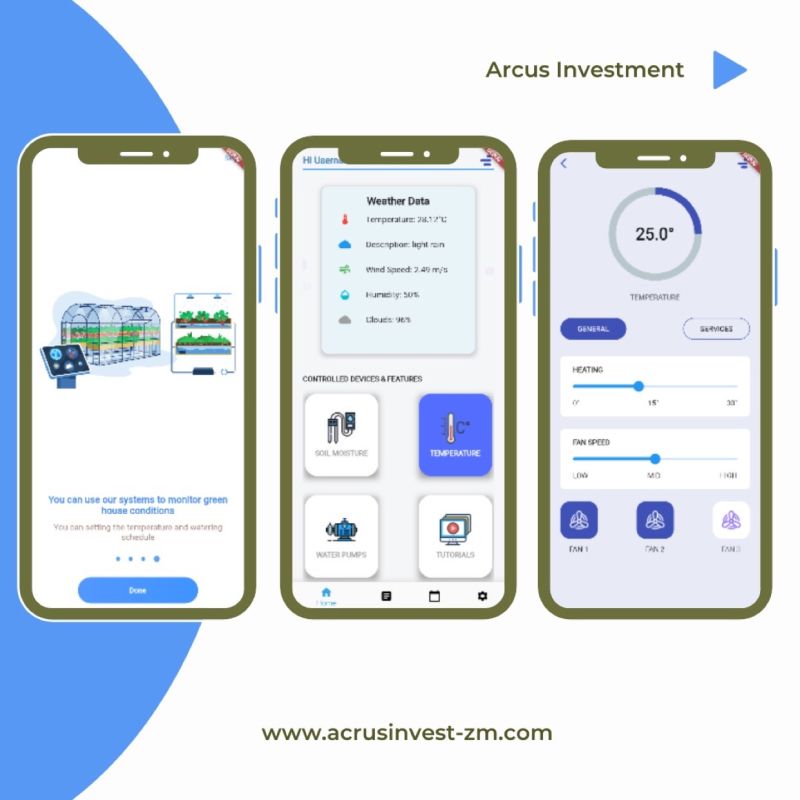 Arcus Investment
You can use our systems to monitor green
house conditions
You can setting the temperature and watering
schedule
Done
Hi Userna
Weather Data
Temperature: 28.12°C
Description: light rain
Wind Speed: 2.49 m/s
Humidity: 50%
Clouds: 96%
CONTROLLED DEVICES & FEATURES
C°
SOIL MOISTURE
TEMPERATURE
WATER PUMPS
TUTORIALS
Home
25.0°
TEMPERATURE
GENERAL
SERVICES
HEATING
0°
15°
30°
FAN SPEED
LOW
MID
HIGH
FAN 1
FAN 2
FAN 3
www.acrusinvest-zm.com